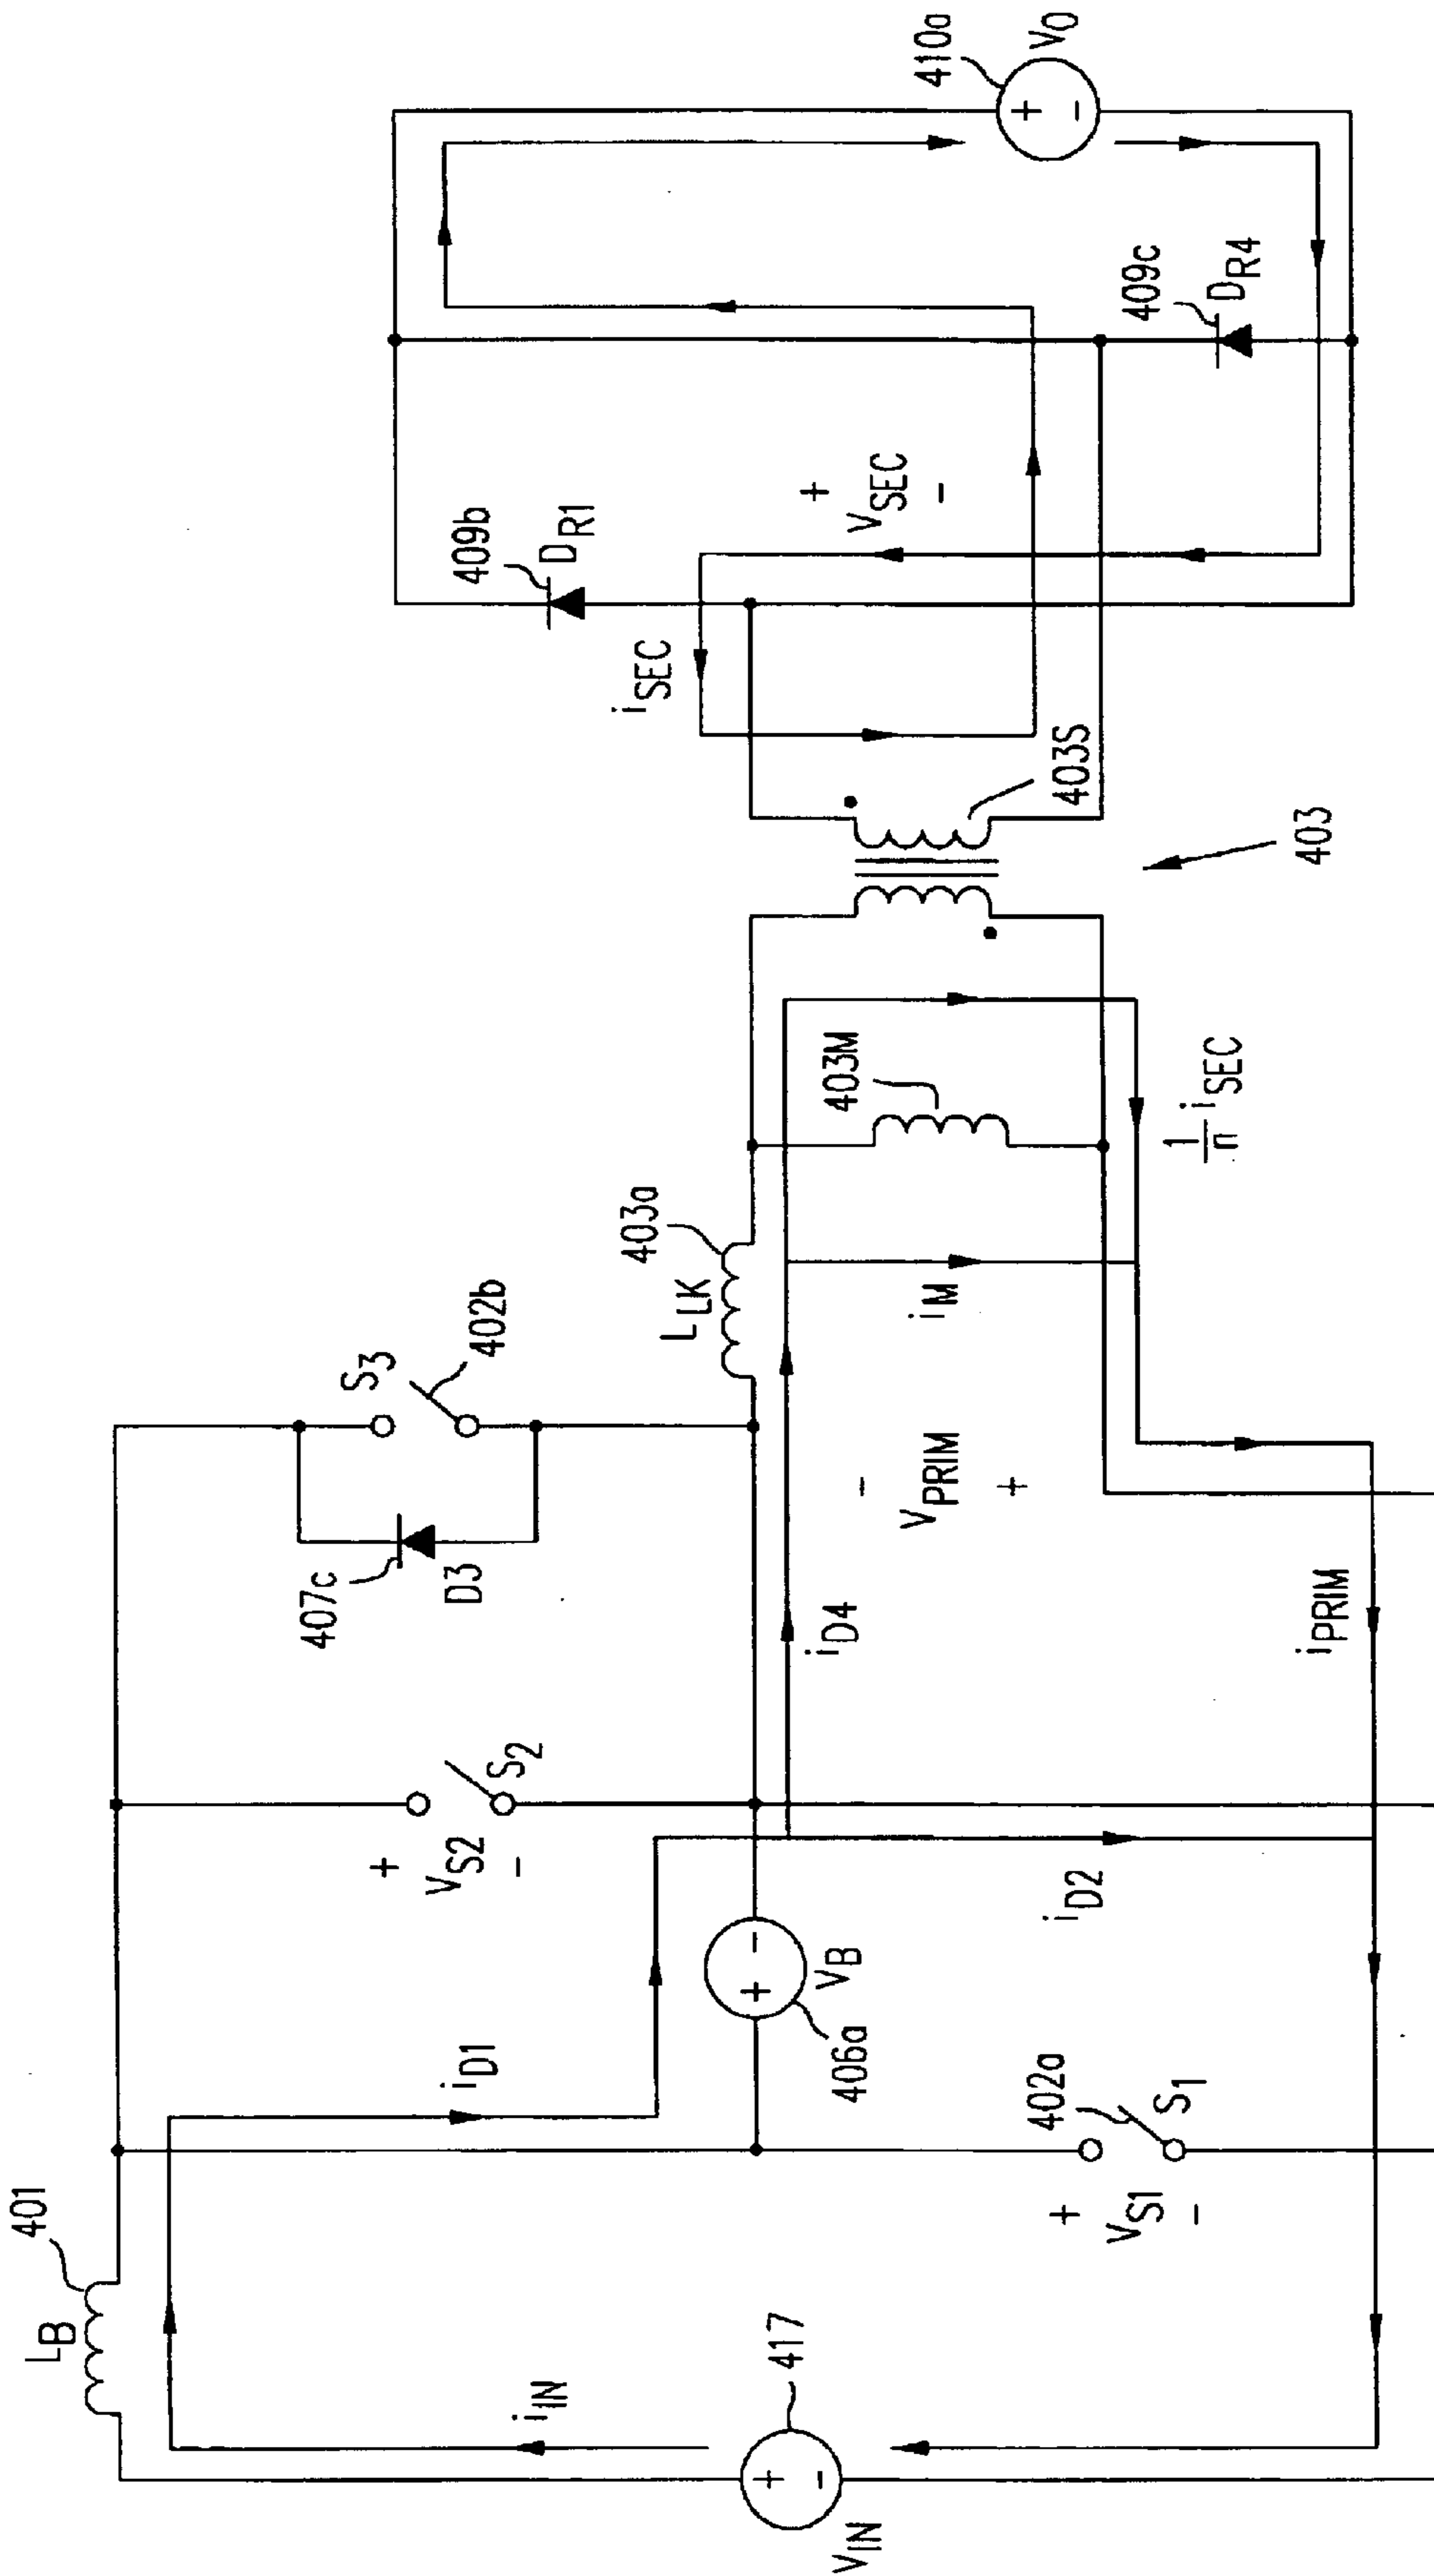 401
L_B
i_IN
417
V_IN
i_D1
+ V_S2 -
S_2
+ -
V_B
406a
402a
S_1
+ V_S1 -
i_D2
i_D4
407c
D3
S_3
402b
L_LK
403a
- V_PRIM +
i_M
403M
1/n i_SEC
i_PRIM
403
403S
i_SEC
409b
D_R1
+ V_SEC -
409c
D_R4
410a
+ -
V_O
+ -